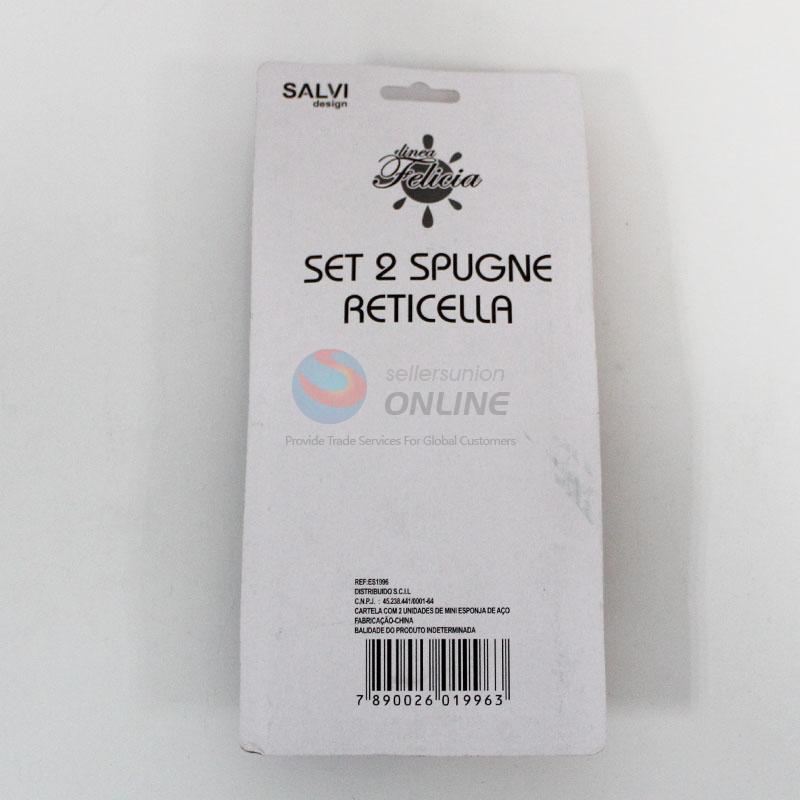 SALVI
design
linea
Felicia
SET 2 SPUGNE
RETICELLA
sellersunion
ONLINE
Provide Trade Services For Global Customers
REF:ES1996
DISTRIBUIDO S.C.I.L
C.N.P.J. : 45.238.441/0001-64
CARTELA COM 2 UNIDADES DE MINI ESPONJA DE AÇO
FABRICAÇÃO-CHINA
BALIDADE DO PRODUTO INDETERMINADA
7 890026 019963